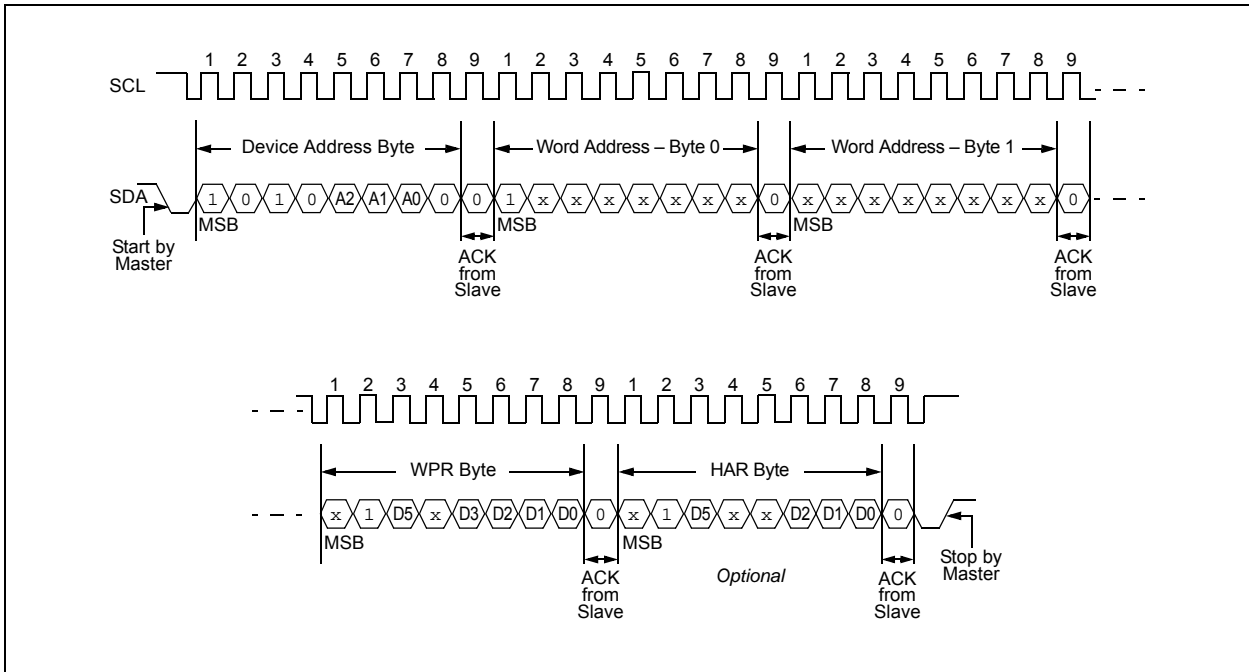 1 2 3 4 5 6 7 8 9 1 2 3 4 5 6 7 8 9 1 2 3 4 5 6 7 8 9
SCL
Device Address Byte Word Address – Byte 0 Word Address – Byte 1
SDA 1 0 1 0 A2 A1 A0 0 0 1 x x x x x x x 0 x x x x x x x x 0
MSB MSB MSB
Start by
Master
ACK
from
Slave
ACK
from
Slave
ACK
from
Slave
1 2 3 4 5 6 7 8 9 1 2 3 4 5 6 7 8 9
WPR Byte HAR Byte
x 1 D5 x D3 D2 D1 D0 0 x 1 D5 x x D2 D1 D0 0
MSB MSB
Stop by
Master
ACK
from
Slave
Optional
ACK
from
Slave